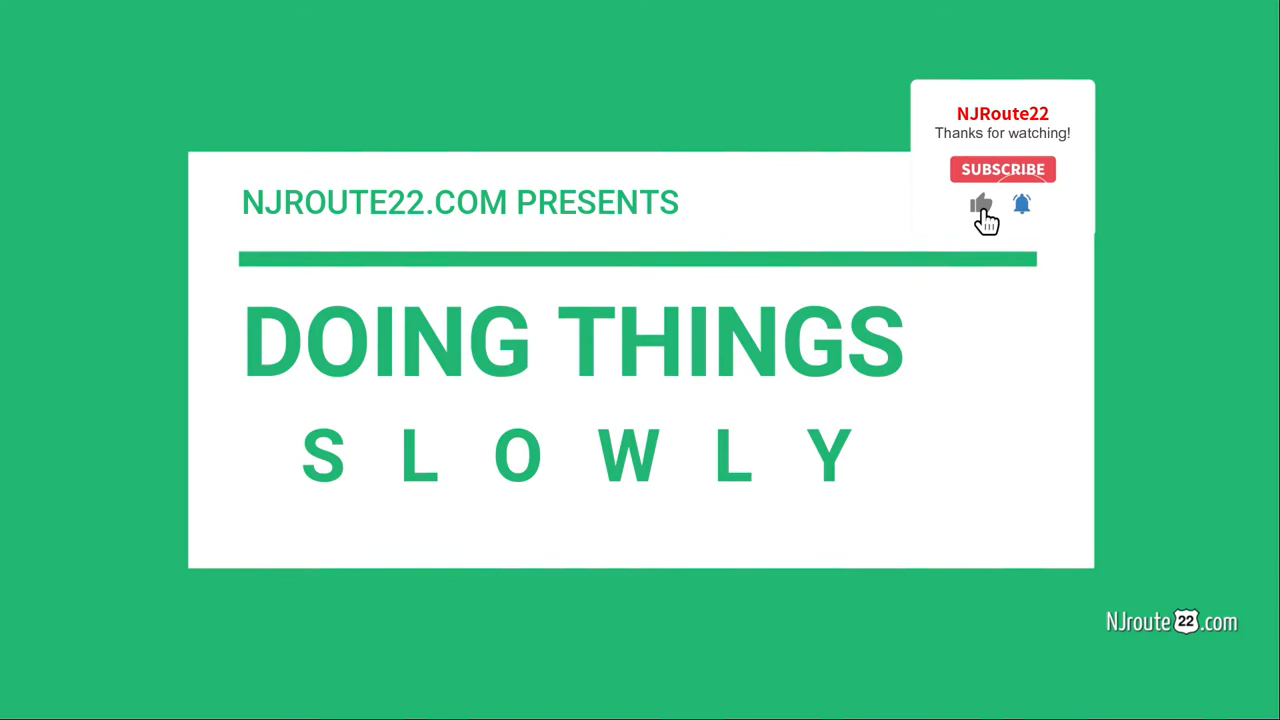 NJRoute22
Thanks for watching!
SUBSCRIBE
NJROUTE22.COM PRESENTS
DOING THINGS
S L O W L Y
NJroute22.com